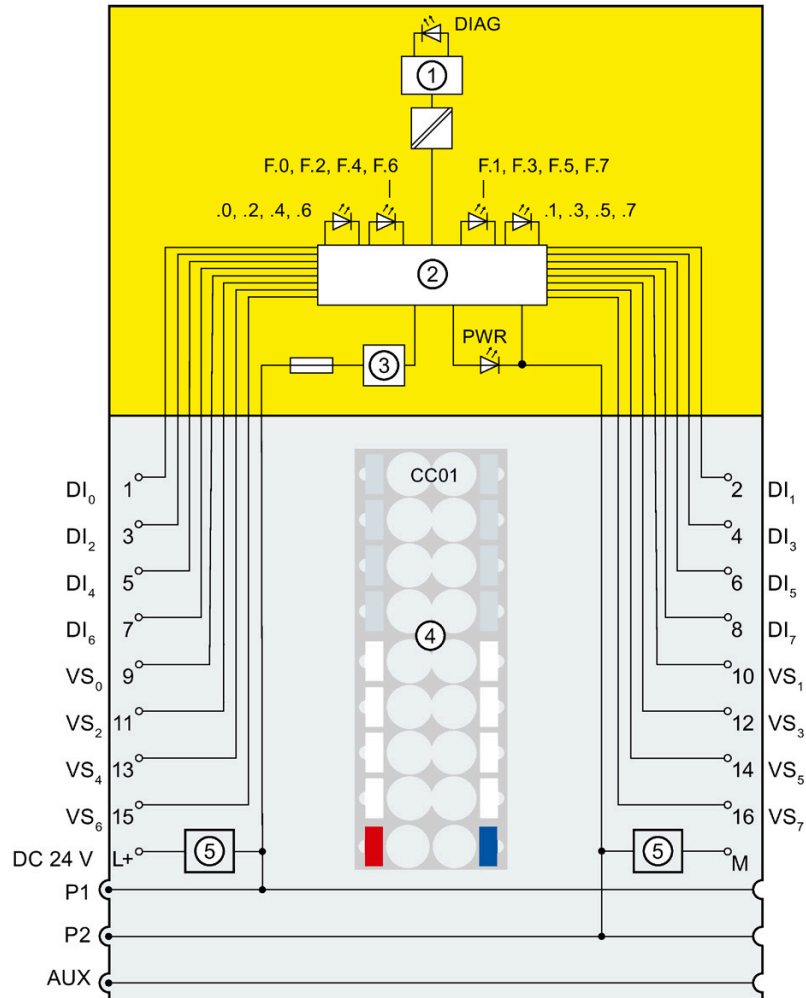 DIAG
1
F.0, F.2, F.4, F.6 F.1, F.3, F.5, F.7
.0, .2, .4, .6 .1, .3, .5, .7
2
PWR
3
CC01
DI₀ 1 2 DI₁
DI₂ 3 4 DI₃
DI₄ 5 6 DI₅
DI₆ 7 8 DI₇
4
VS₀ 9 10 VS₁
VS₂ 11 12 VS₃
VS₄ 13 14 VS₅
VS₆ 15 16 VS₇
DC 24 V L+ 5 5 M
P1
P2
AUX